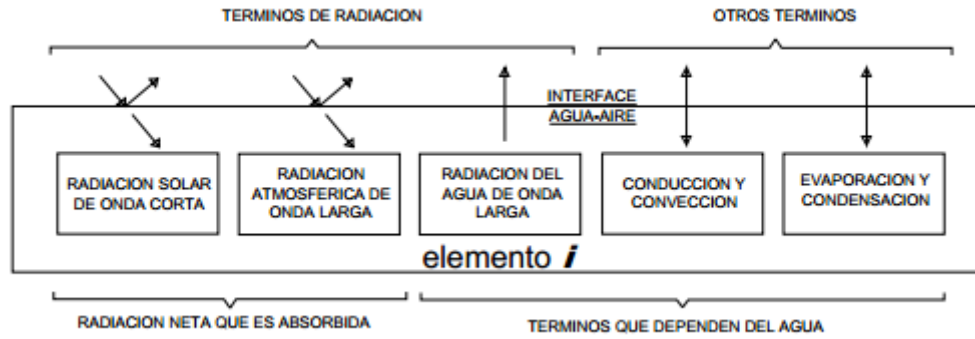 TERMINOS DE RADIACION
OTROS TERMINOS
INTERFACE
AGUA-AIRE
RADIACION SOLAR
DE ONDA CORTA
RADIACION
ATMOSFERICA DE
ONDA LARGA
RADIACION DEL
AGUA DE ONDA
LARGA
CONDUCCION Y
CONVECCION
EVAPORACION Y
CONDENSACION
elemento i
RADIACION NETA QUE ES ABSORBIDA
TERMINOS QUE DEPENDEN DEL AGUA